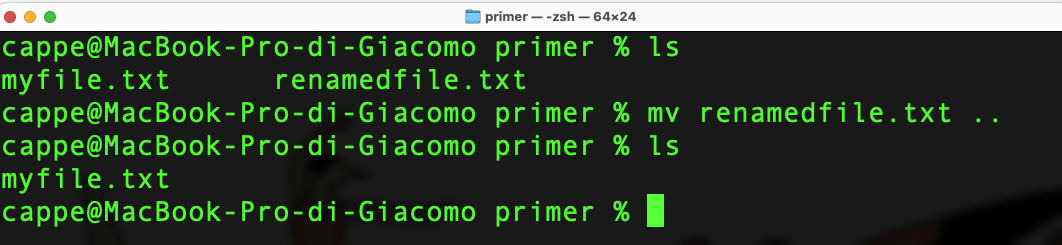 primer — -zsh — 64×24
cappe@MacBook-Pro-di-Giacomo primer % ls
myfile.txt      renamedfile.txt
cappe@MacBook-Pro-di-Giacomo primer % mv renamedfile.txt ..
cappe@MacBook-Pro-di-Giacomo primer % ls
myfile.txt
cappe@MacBook-Pro-di-Giacomo primer %